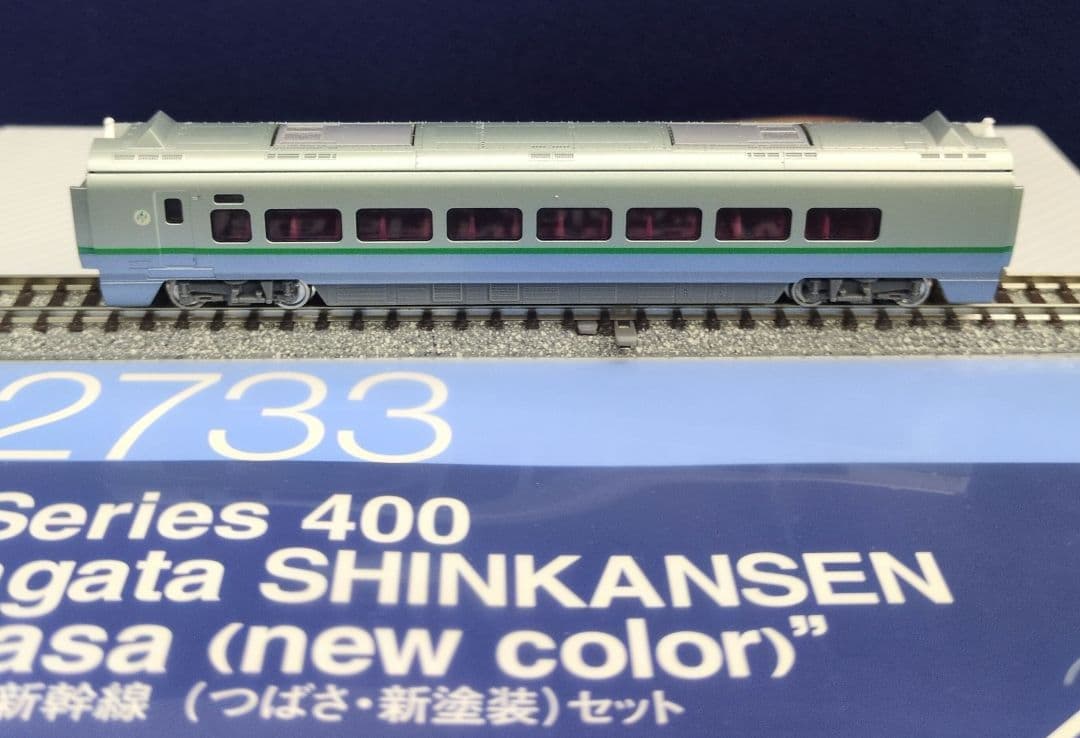 2733
Series 400
agata SHINKANSEN
asa (new color)”
新幹線 (つばさ・新塗装) セット